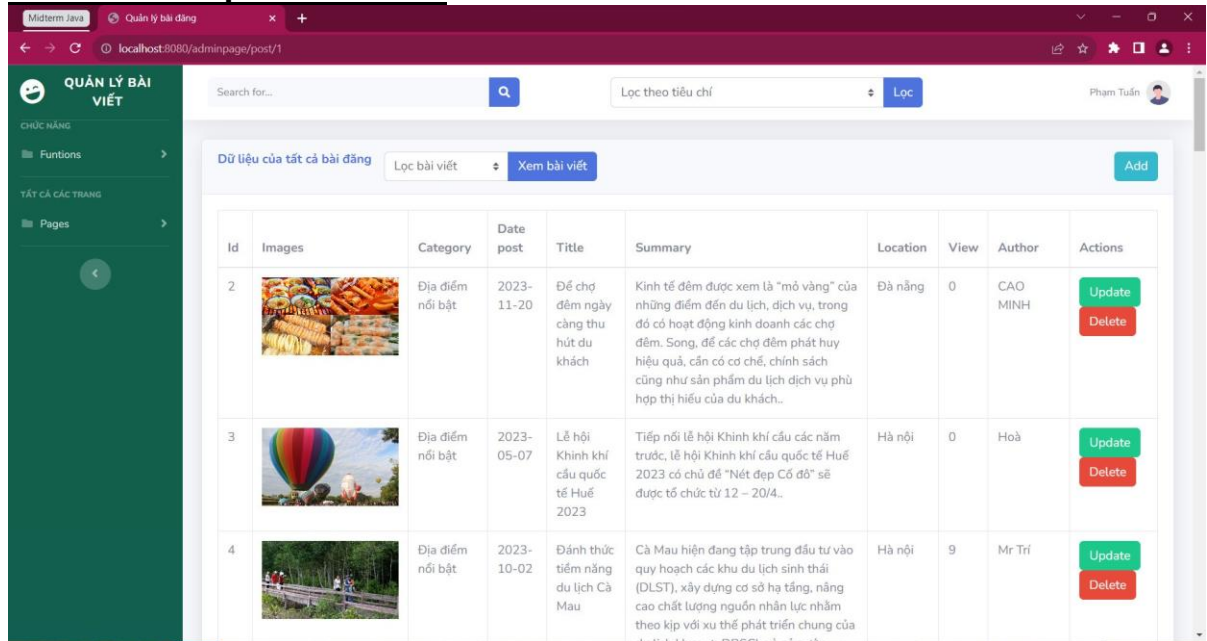 Midterm Java
Quản lý bài đăng
localhost:8080/adminpage/post/1
QUẢN LÝ BÀI
VIẾT
Search for...
Lọc theo tiêu chí
Lọc
Phạm Tuấn
CHỨC NĂNG
Funtions
TẤT CẢ CÁC TRANG
Pages
Dữ liệu của tất cả bài đăng
Lọc bài viết
Xem bài viết
Add
Id Images Category Date post Title Summary Location View Author Actions
2
Địa điểm
nổi bật
2023-
11-20
Để chợ
đêm ngày
càng thu
hút du
khách
Kinh tế đêm được xem là "mỏ vàng" của
những điểm đến du lịch, dịch vụ, trong
đó có hoạt động kinh doanh các chợ
đêm. Song, để các chợ đêm phát huy
hiệu quả, cần có cơ chế, chính sách
cũng như sản phẩm du lịch dịch vụ phù
hợp thị hiếu của du khách..
Đà nẵng
0
CAO
MINH
Update
Delete
3
Địa điểm
nổi bật
2023-
05-07
Lễ hội
Khinh khí
cầu quốc
tế Huế
2023
Tiếp nối lễ hội Khinh khí cầu các năm
trước, lễ hội Khinh khí cầu quốc tế Huế
2023 có chủ đề "Nét đẹp Cố đô" sẽ
được tổ chức từ 12 – 20/4..
Hà nội
0
Hoà
Update
Delete
4
Địa điểm
nổi bật
2023-
10-02
Đánh thức
tiềm năng
du lịch Cà
Mau
Cà Mau hiện đang tập trung đầu tư vào
quy hoạch các khu du lịch sinh thái
(DLST), xây dựng cơ sở hạ tầng, nâng
cao chất lượng nguồn nhân lực nhằm
theo kịp với xu thế phát triển chung của
Hà nội
9
Mr Trí
Update
Delete